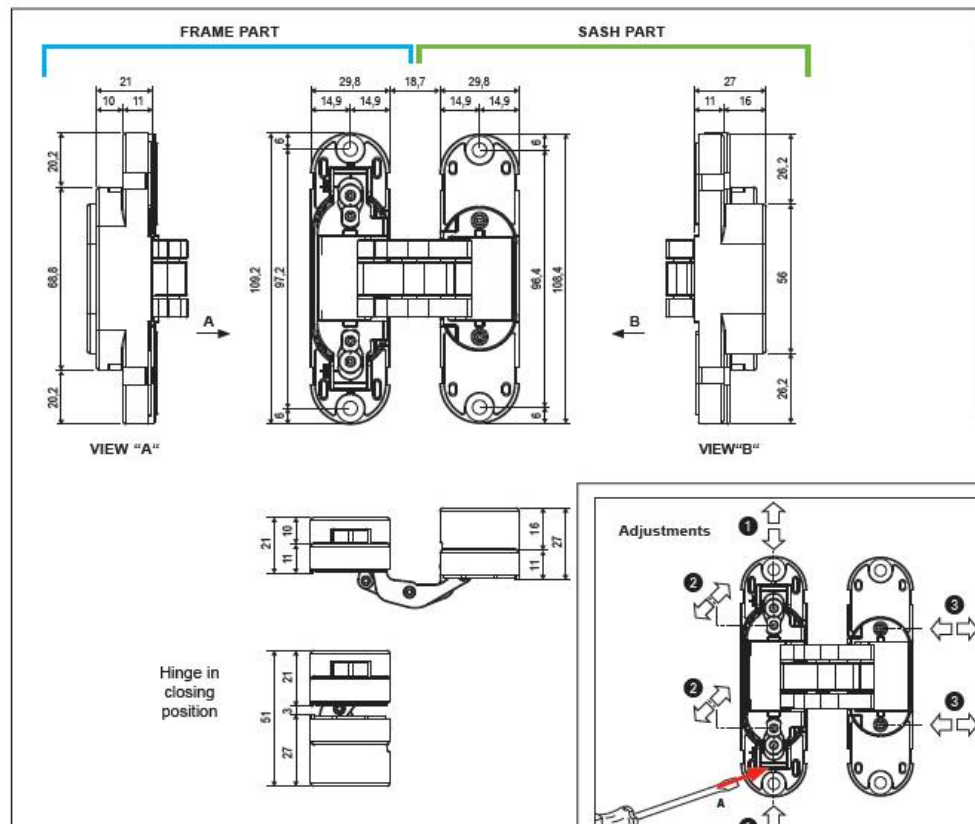 FRAME PART
SASH PART
21
10 11
29,8 18,7 29,8
14,9 14,9 14,9 14,9
27
11 16
20,2
68,8
20,2
6
109,2
97,2
6
6
96,4
108,4
6
26,2
56
26,2
A
B
VIEW "A"
VIEW"B"
21
10
11
16
11
27
Hinge in
closing
position
51
21
3
27
Adjustments
1
2
3
2
3
A